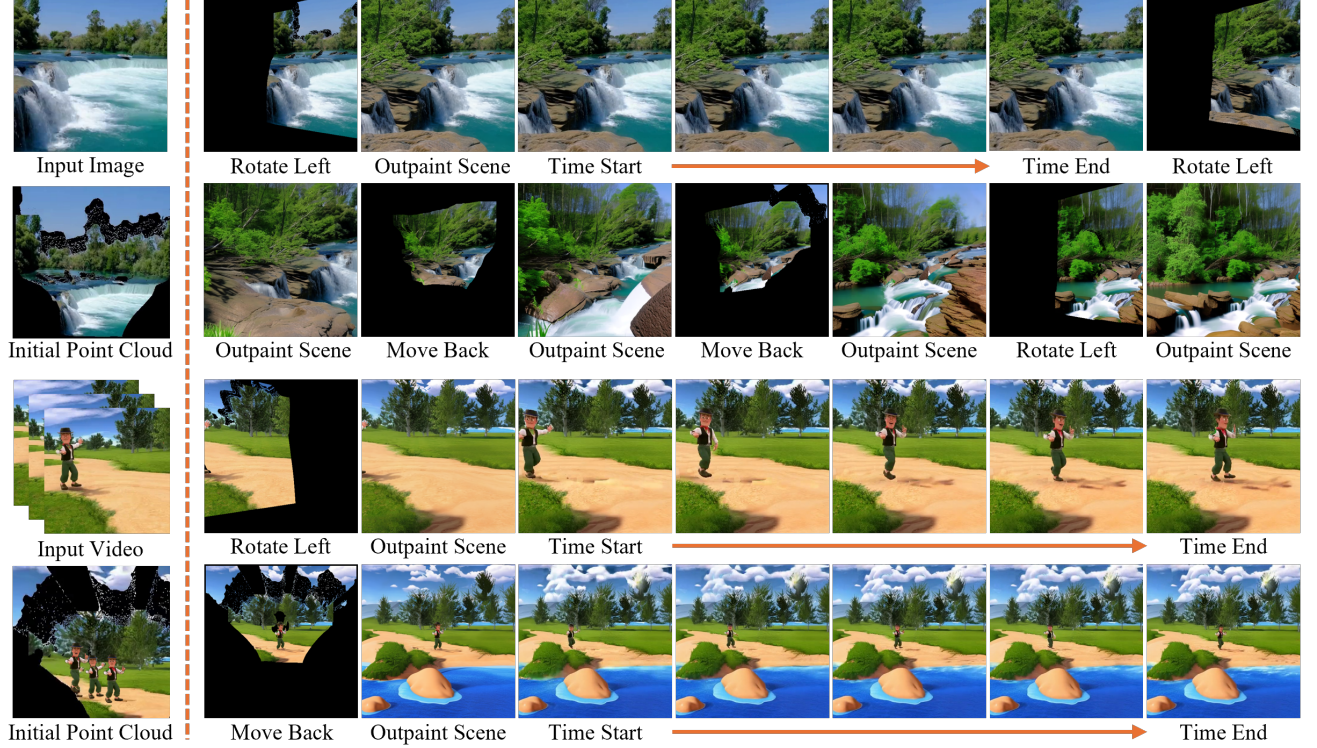 Input Image
Rotate Left
Outpaint Scene
Time Start
Time End
Rotate Left
Initial Point Cloud
Outpaint Scene
Move Back
Outpaint Scene
Move Back
Outpaint Scene
Rotate Left
Outpaint Scene
Input Video
Rotate Left
Outpaint Scene
Time Start
Time End
Initial Point Cloud
Move Back
Outpaint Scene
Time Start
Time End